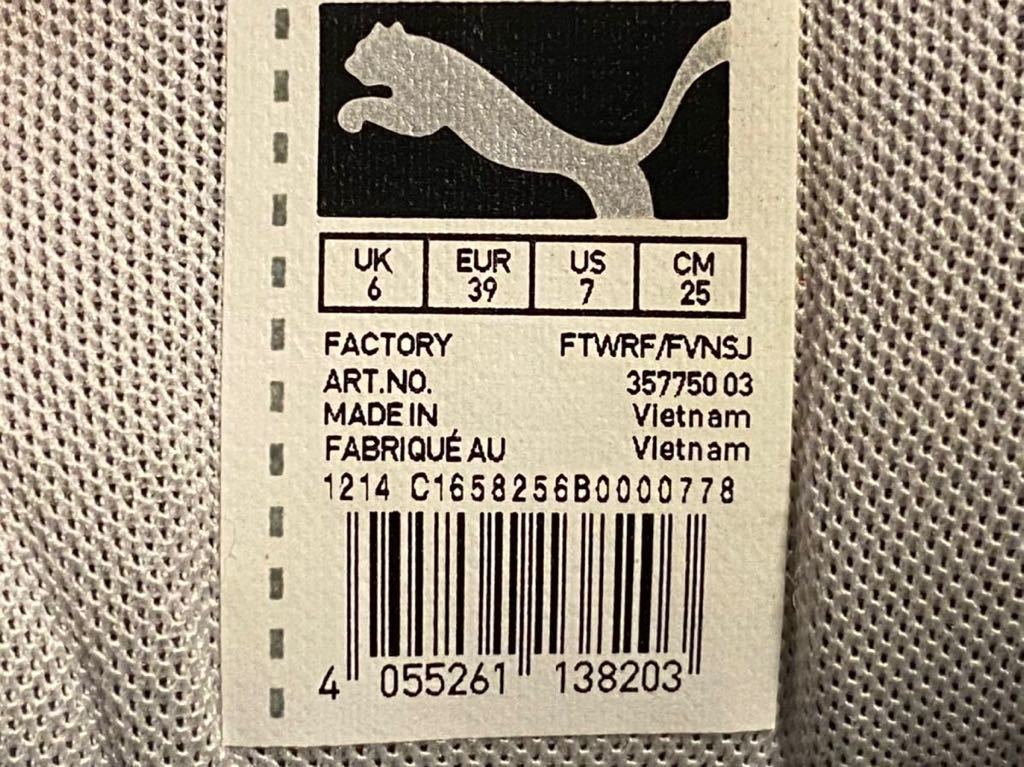 UK EUR US CM
6 39 7 25
FACTORY FTWRF/FVNSJ
ART.NO. 357750 03
MADE IN Vietnam
FABRIQUÉ AU Vietnam
1214 C1658256B0000778
4 055261 138203